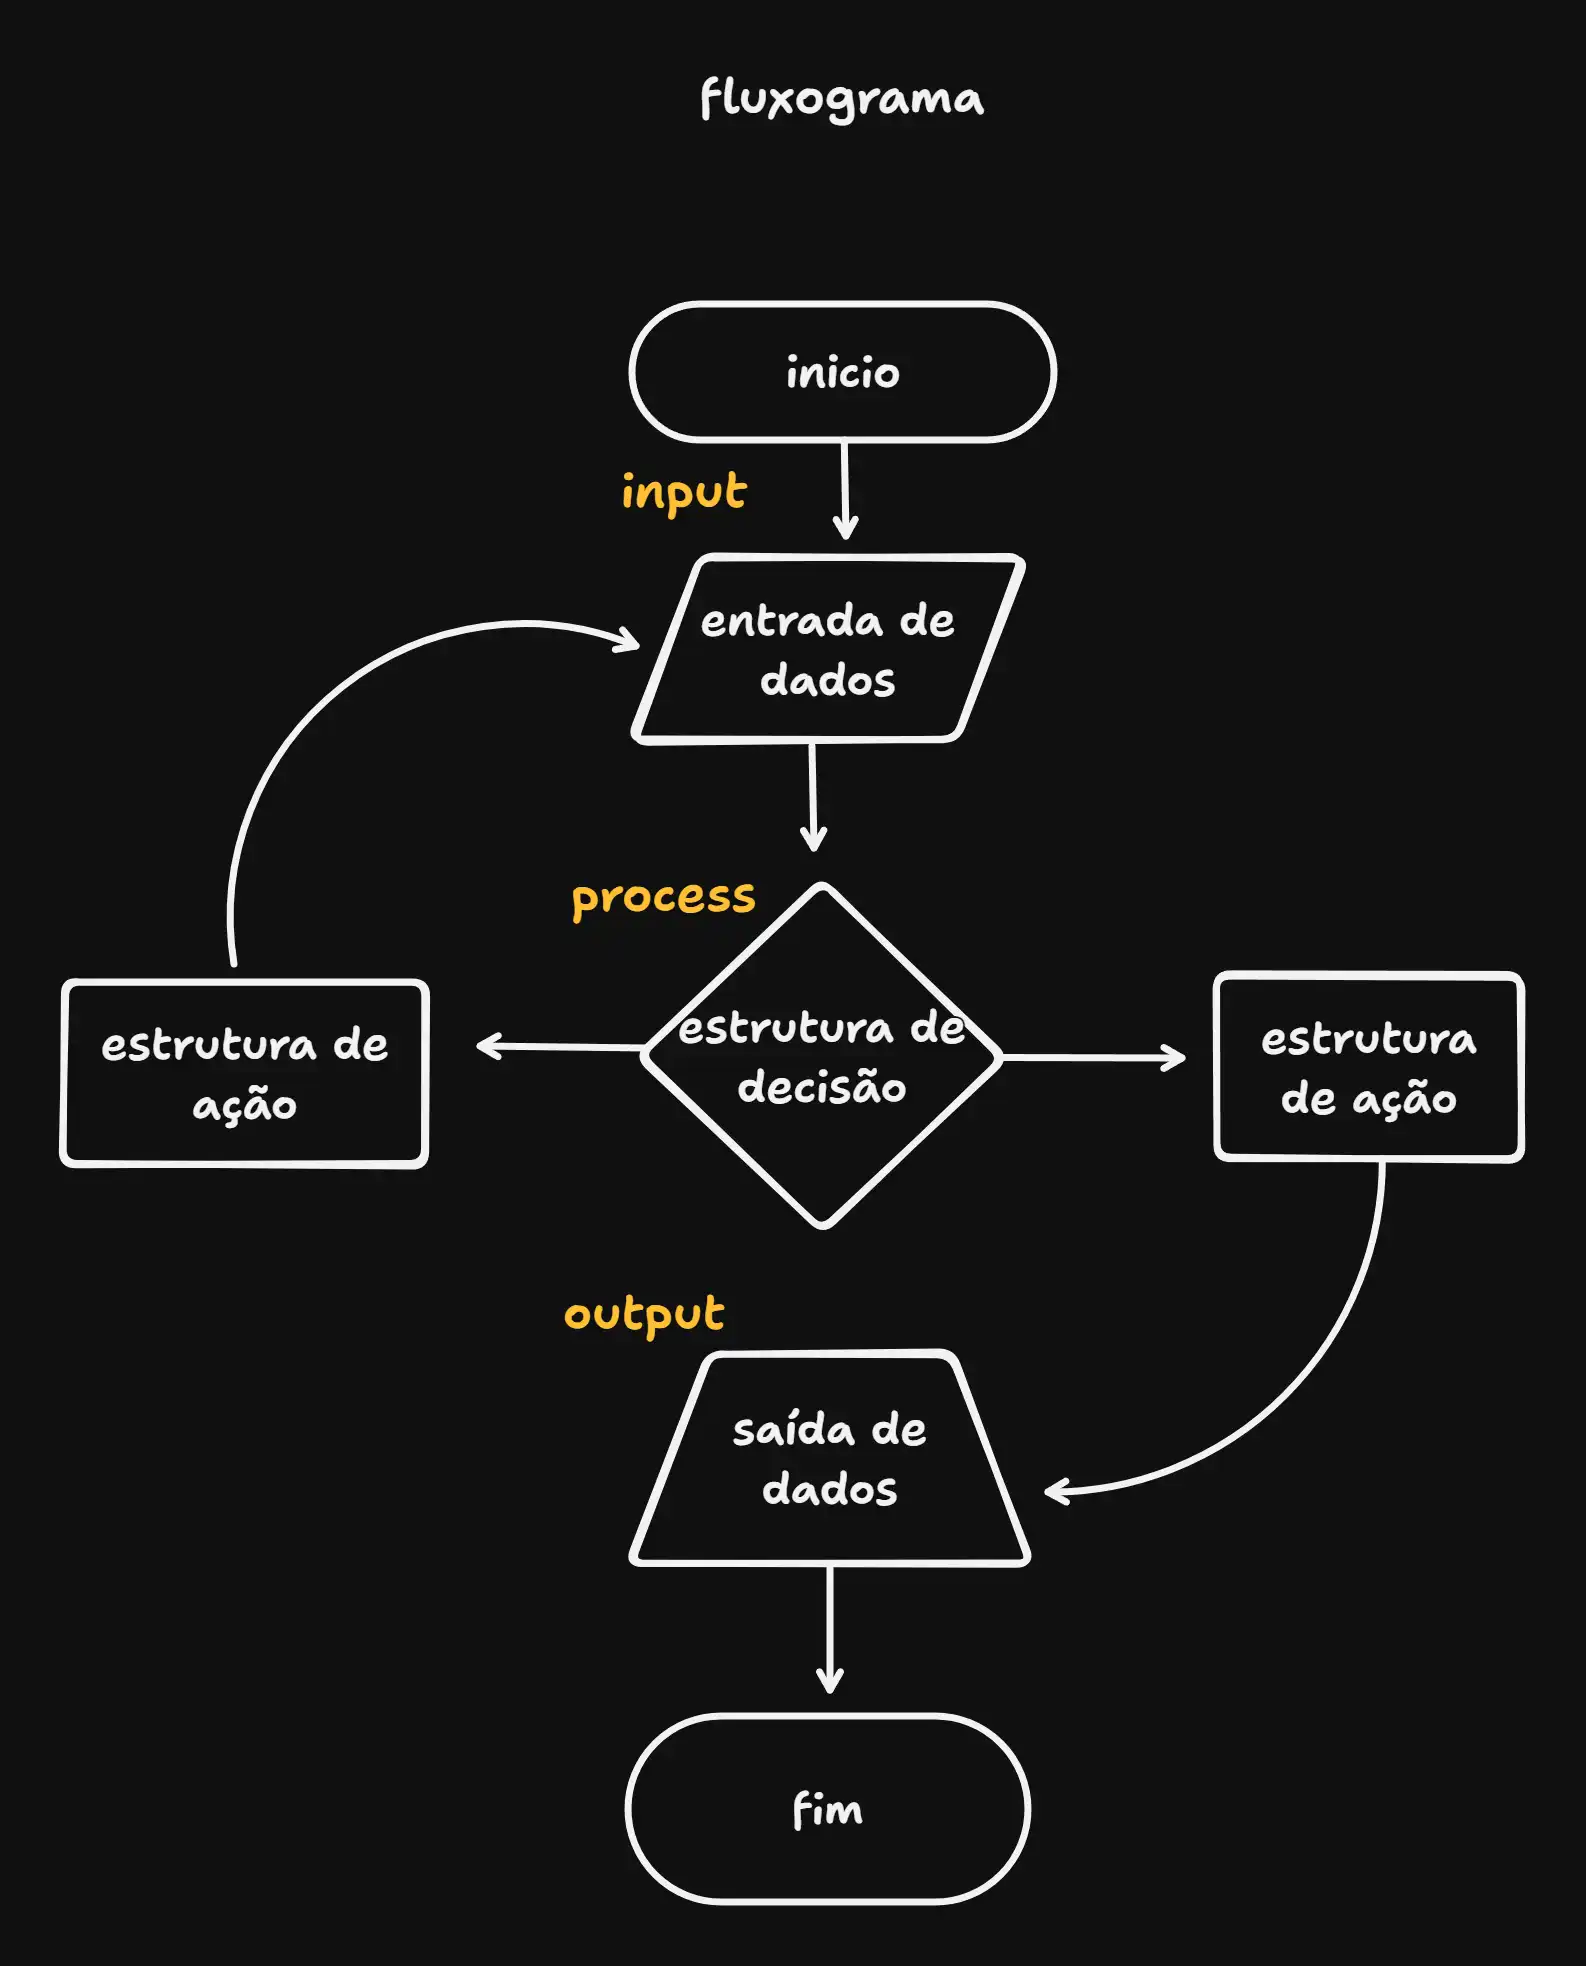 fluxograma
inicio
input
entrada de
dados
process
estrutura de
ação
estrutura de
decisão
estrutura
de ação
output
saída de
dados
fim